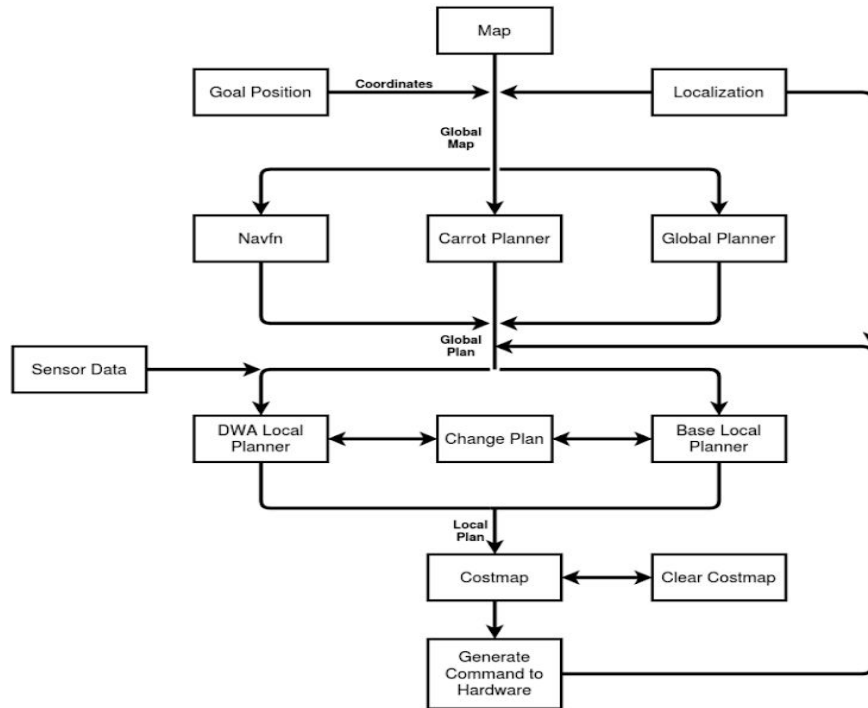 Map
Goal Position
Coordinates
Localization
Global
Map
Navfn
Carrot Planner
Global Planner
Global
Plan
Sensor Data
DWA Local
Planner
Change Plan
Base Local
Planner
Local
Plan
Costmap
Clear Costmap
Generate
Command to
Hardware